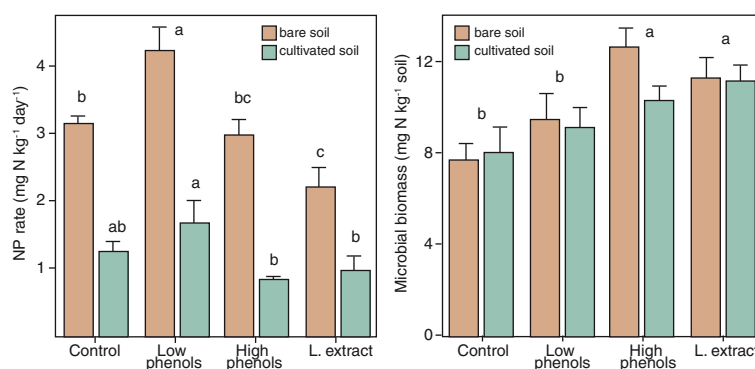 NP rate (mg N kg⁻¹ day⁻¹)
4
3
2
1
bare soil
cultivated soil
b
ab
a
a
bc
b
c
b
Control
Low phenols
High phenols
L. extract
Microbial biomass (mg N kg⁻¹ soil)
12
8
4
0
bare soil
cultivated soil
b
b
a
a
Control
Low phenols
High phenols
L. extract